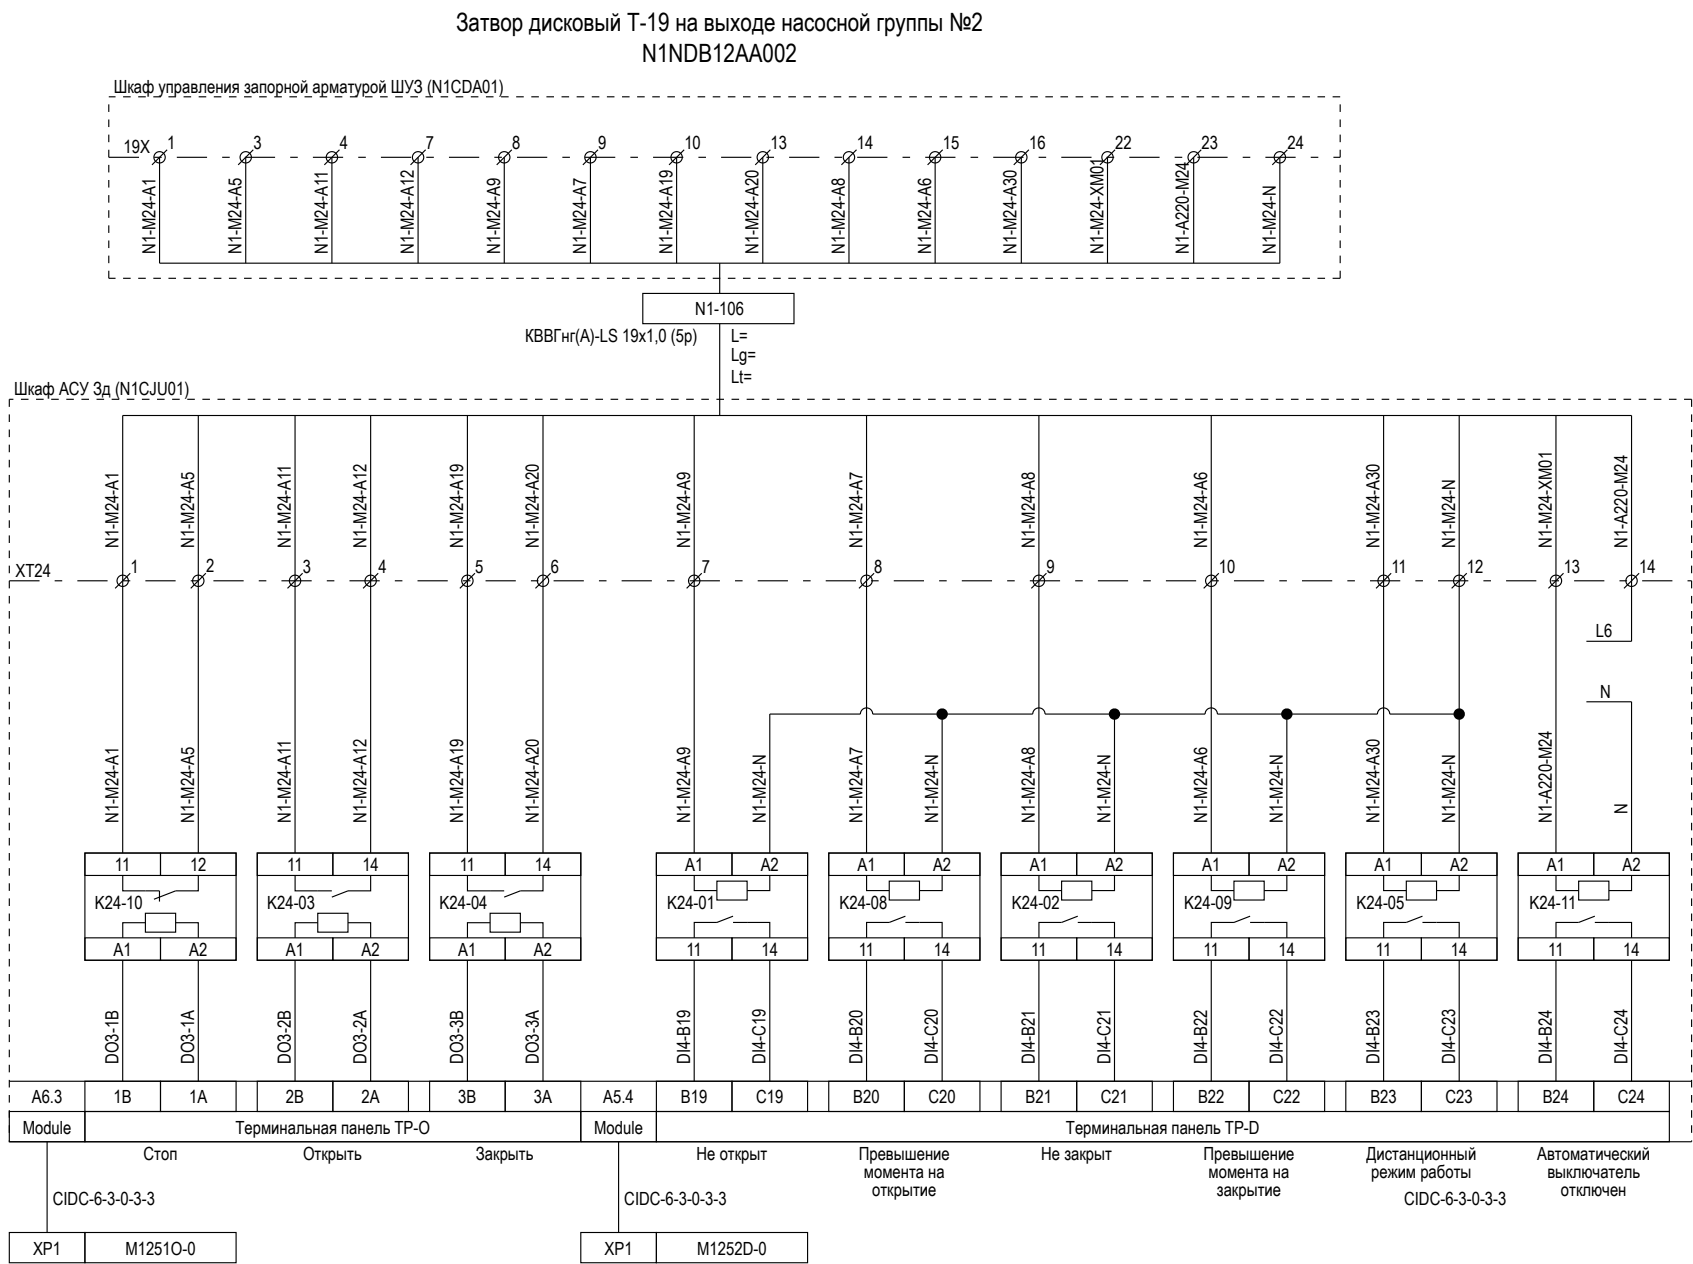 Затвор дисковый Т-19 на выходе насосной группы №2
N1NDB12AA002
Шкаф управления запорной арматурой ШУЗ (N1CDA01)
19X 1 3 4 7 8 9 10 13 14 15 16 22 23 24
N1-M24-A1 N1-M24-A5 N1-M24-A11 N1-M24-A12 N1-M24-A9 N1-M24-A7 N1-M24-A19 N1-M24-A20 N1-M24-A8 N1-M24-A6 N1-M24-A30 N1-M24-XM01 N1-A220-M24 N1-M24-N
N1-106
КВВГнг(А)-LS 19x1,0 (5р) L=
Lg=
Lt=
Шкаф АСУ 3д (N1CJU01)
N1-M24-A1 N1-M24-A5 N1-M24-A11 N1-M24-A12 N1-M24-A19 N1-M24-A20 N1-M24-A9 N1-M24-A7 N1-M24-A8 N1-M24-A6 N1-M24-A30 N1-M24-N N1-M24-XM01 N1-A220-M24
XT24 1 2 3 4 5 6 7 8 9 10 11 12 13 14
L6
N
N1-M24-A1 N1-M24-A5 N1-M24-A11 N1-M24-A12 N1-M24-A19 N1-M24-A20 N1-M24-A9 N1-M24-N N1-M24-A7 N1-M24-N N1-M24-A8 N1-M24-N N1-M24-A6 N1-M24-N N1-M24-A30 N1-M24-N N1-A220-M24 N
11 12 11 14 11 14 A1 A2 A1 A2 A1 A2 A1 A2 A1 A2 A1 A2
K24-10 K24-03 K24-04 K24-01 K24-08 K24-02 K24-09 K24-05 K24-11
A1 A2 A1 A2 A1 A2 11 14 11 14 11 14 11 14 11 14 11 14
DO3-1B DO3-1A DO3-2B DO3-2A DO3-3B DO3-3A DI4-B19 DI4-C19 DI4-B20 DI4-C20 DI4-B21 DI4-C21 DI4-B22 DI4-C22 DI4-B23 DI4-C23 DI4-B24 DI4-C24
A6.3 1B 1A 2B 2A 3B 3A A5.4 B19 C19 B20 C20 B21 C21 B22 C22 B23 C23 B24 C24
Module Терминальная панель TP-O Module Терминальная панель TP-D
Стоп Открыть Закрыть Не открыт Превышение Не закрыт Превышение Дистанционный Автоматический
момента на момента на режим работы выключатель
открытие закрытие отключен
CIDC-6-3-0-3-3 CIDC-6-3-0-3-3 CIDC-6-3-0-3-3
XP1 M1251O-0 XP1 M1252D-0